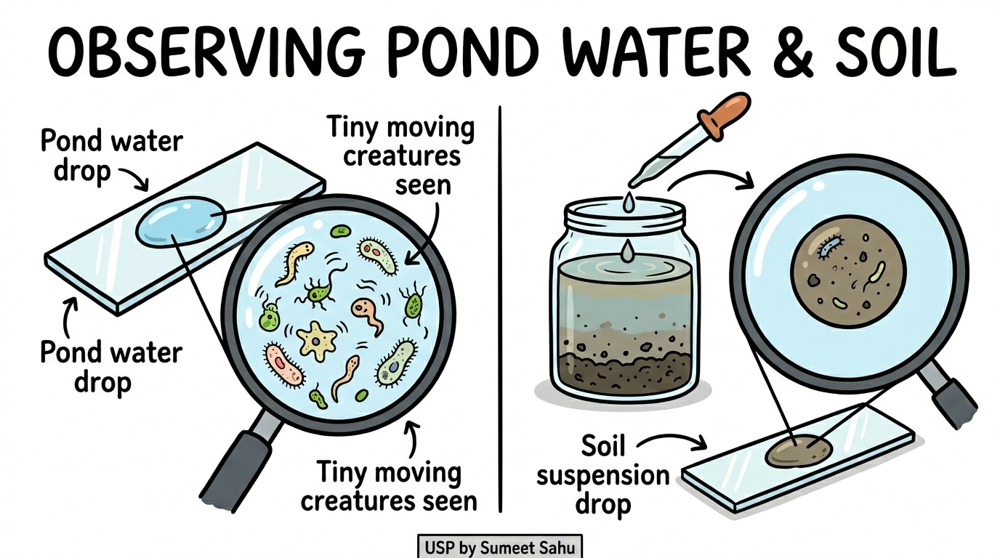 OBSERVING POND WATER & SOIL
Pond water
drop
Tiny moving
creatures
seen
Pond water
drop
Tiny moving
creatures seen
Soil
suspension
drop
USP by Sumeet Sahu